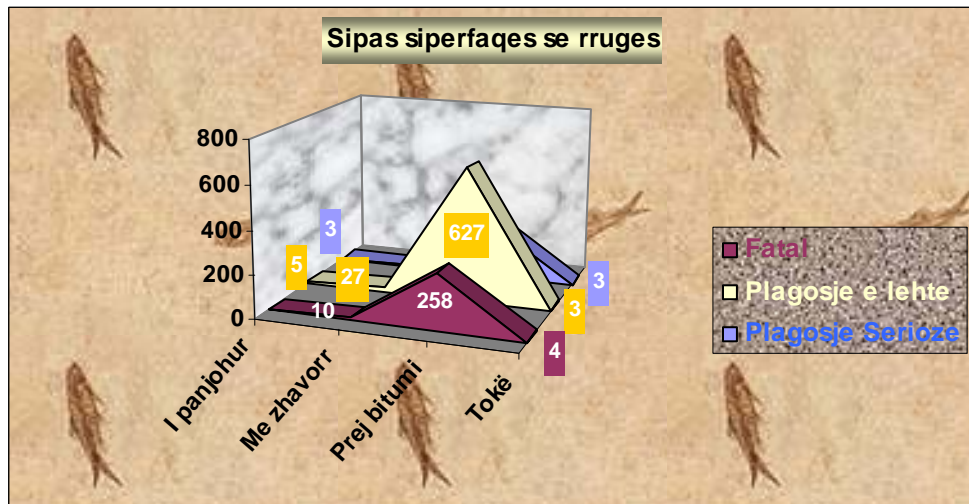 Sipas siperfaqes se rruges
800
600
400
200
0
3
5
27
627
10
258
3
3
4
I panjohur
Me zhavorr
Prej bitumi
Tokë
Fatal
Plagosje e lehte
Plagosje Serioze